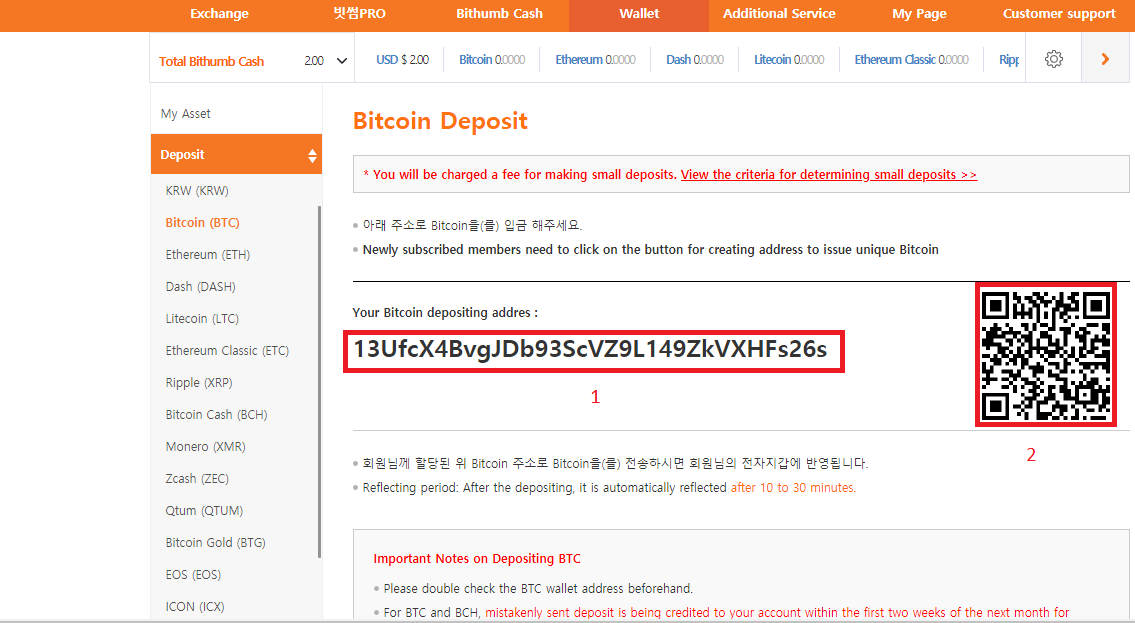 Exchange 빗썸PRO Bithumb Cash Wallet Additional Service My Page Customer support
Total Bithumb Cash 2.00 USD $ 2.00 Bitcoin 0.0000 Ethereum 0.0000 Dash 0.0000 Litecoin 0.0000 Ethereum Classic 0.0000 Ripp
My Asset
Deposit
KRW (KRW)
Bitcoin (BTC)
Ethereum (ETH)
Dash (DASH)
Litecoin (LTC)
Ethereum Classic (ETC)
Ripple (XRP)
Bitcoin Cash (BCH)
Monero (XMR)
Zcash (ZEC)
Qtum (QTUM)
Bitcoin Gold (BTG)
EOS (EOS)
ICON (ICX)
Bitcoin Deposit
* You will be charged a fee for making small deposits. View the criteria for determining small deposits >>
아래 주소로 Bitcoin을(를) 입금 해주세요.
Newly subscribed members need to click on the button for creating address to issue unique Bitcoin
Your Bitcoin depositing addres :
13UfcX4BvgJDb93ScVZ9L149ZkVXHFs26s
1
2
회원님께 할당된 위 Bitcoin 주소로 Bitcoin을(를) 전송하시면 회원님의 전자지갑에 반영됩니다.
Reflecting period: After the depositing, it is automatically reflected after 10 to 30 minutes.
Important Notes on Depositing BTC
Please double check the BTC wallet address beforehand.
For BTC and BCH, mistakenly sent deposit is being credited to your account within the first two weeks of the next month for